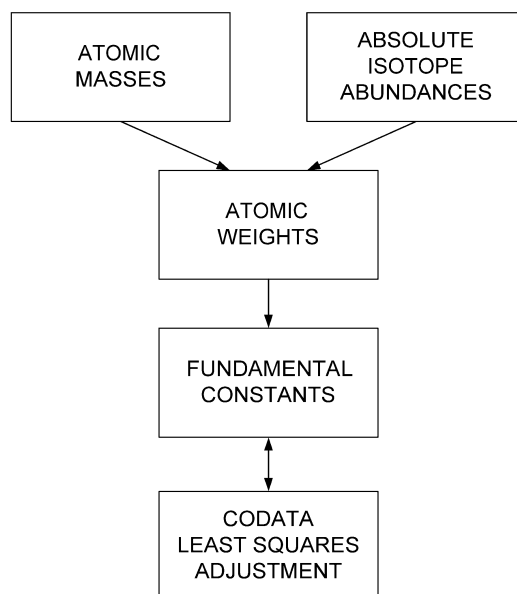 ATOMIC
MASSES
ABSOLUTE
ISOTOPE
ABUNDANCES
ATOMIC
WEIGHTS
FUNDAMENTAL
CONSTANTS
CODATA
LEAST SQUARES
ADJUSTMENT